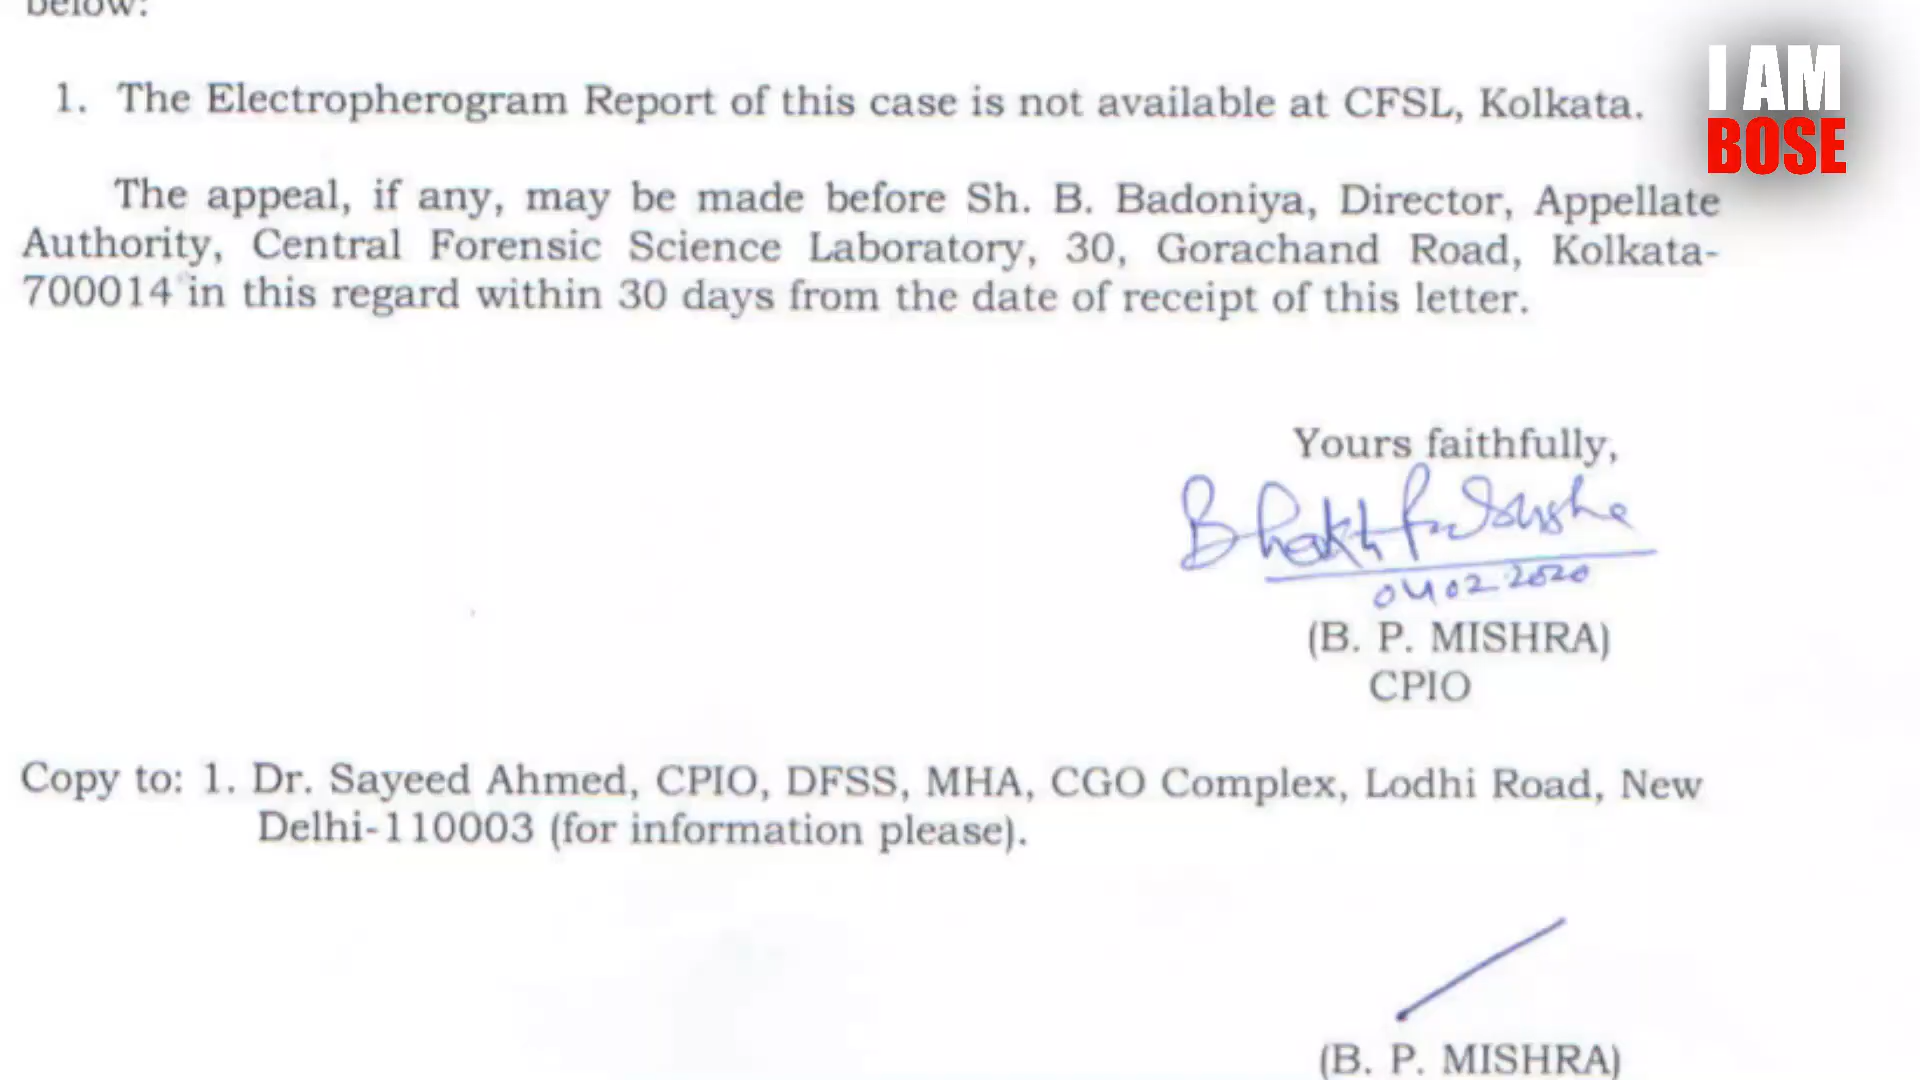 below:
I AM
BOSE
1. The Electropherogram Report of this case is not available at CFSL, Kolkata.
The appeal, if any, may be made before Sh. B. Badoniya, Director, Appellate
Authority, Central Forensic Science Laboratory, 30, Gorachand Road, Kolkata-
700014 in this regard within 30 days from the date of receipt of this letter.
Yours faithfully,
04 02 2020
(B. P. MISHRA)
CPIO
Copy to: 1. Dr. Sayeed Ahmed, CPIO, DFSS, MHA, CGO Complex, Lodhi Road, New
Delhi-110003 (for information please).
(B. P. MISHRA)